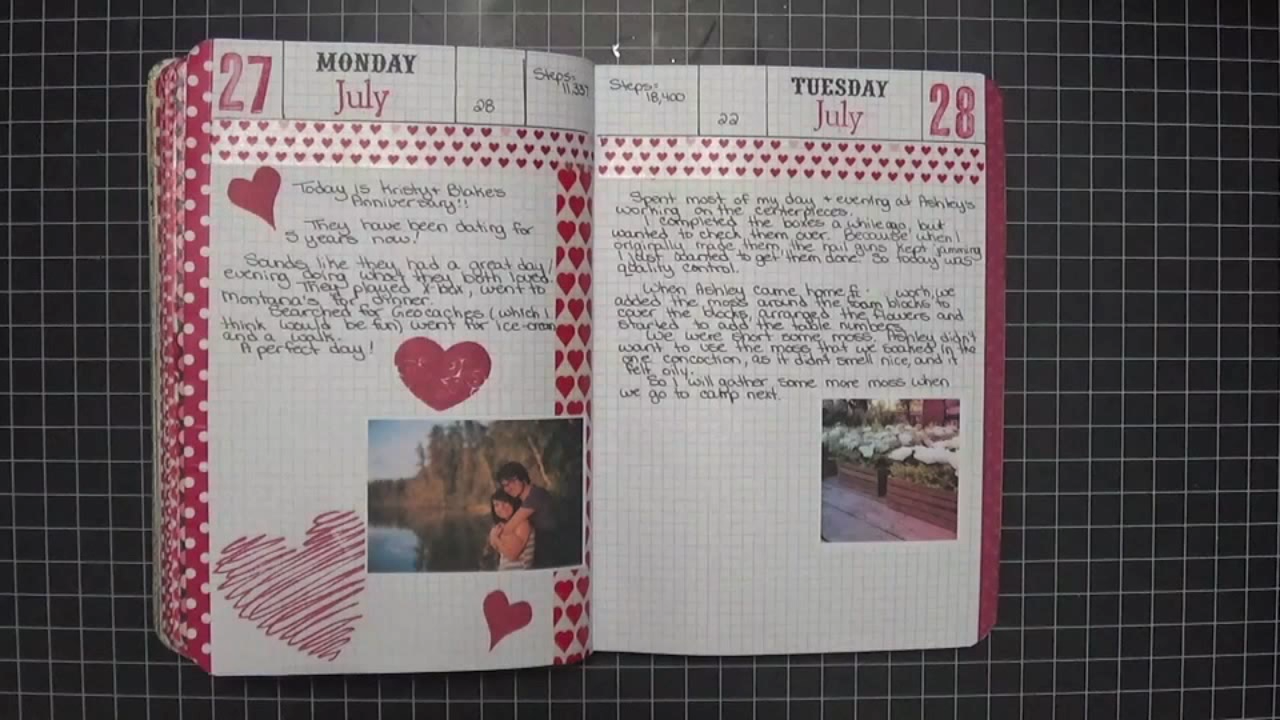 27
MONDAY
July
28
Steps=
11,337
Today is Kristy + Blake's
Anniversary!!
They have been dating for
5 years now!
Sounds like they had a great day/
evening doing what they both loved.
They played X-box, went to
Montana's for dinner.
Searched for Geocaches (which I
think would be fun) went for ice-cream
and a walk.
A perfect day!
Steps=
18,400
22
TUESDAY
July
28
Spent most of my day + evening at Ashley's
working on the centerpieces.
I completed the boxes a while ago, but
wanted to check them over. Because when I
originally made them, the nail guns kept jamming
I just wanted to get them done. So today was
quality control.
When Ashley came home work, we
added the moss around the foam blocks to
cover the blocks, arranged the flowers and
started to add the table numbers.
We were short some moss. Ashley didn't
want to use the moss that we soaked in the
one concoction, as it didn't smell nice, and it
felt oily.
So I will gather some more moss when
we go to camp next.